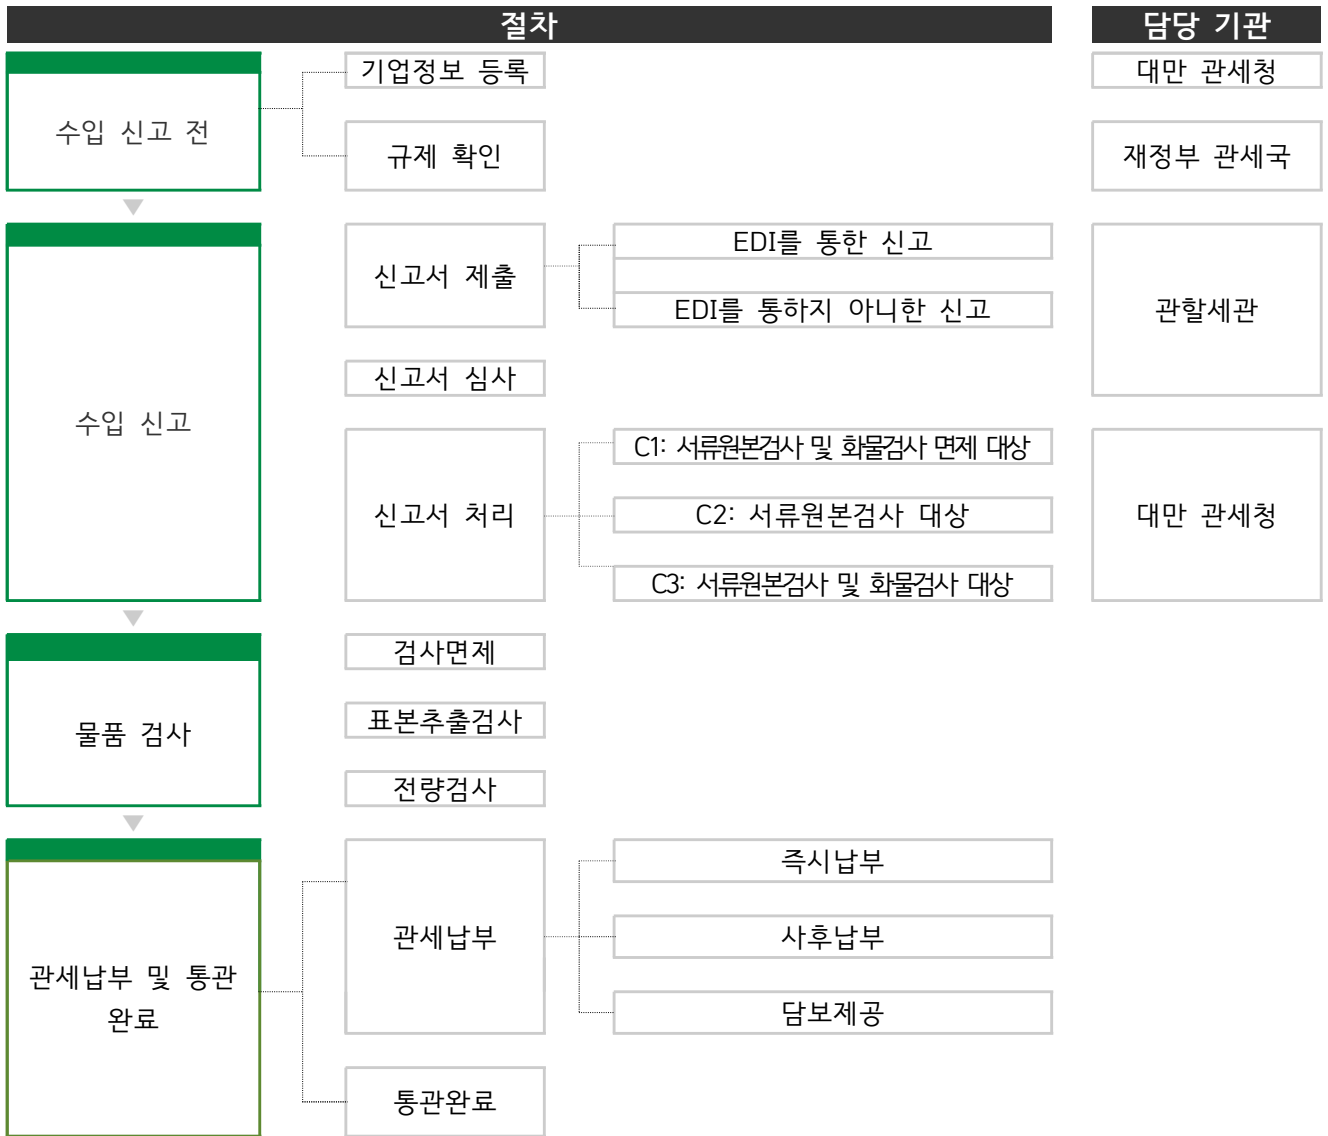 절차
담당 기관
수입 신고 전
기업정보 등록
대만 관세청
규제 확인
재정부 관세국
수입 신고
신고서 제출
EDI를 통한 신고
EDI를 통하지 아니한 신고
관할세관
신고서 심사
신고서 처리
C1: 서류원본검사 및 화물검사 면제 대상
C2: 서류원본검사 대상
C3: 서류원본검사 및 화물검사 대상
대만 관세청
물품 검사
검사면제
표본추출검사
전량검사
관세납부 및 통관
완료
관세납부
즉시납부
사후납부
담보제공
통관완료